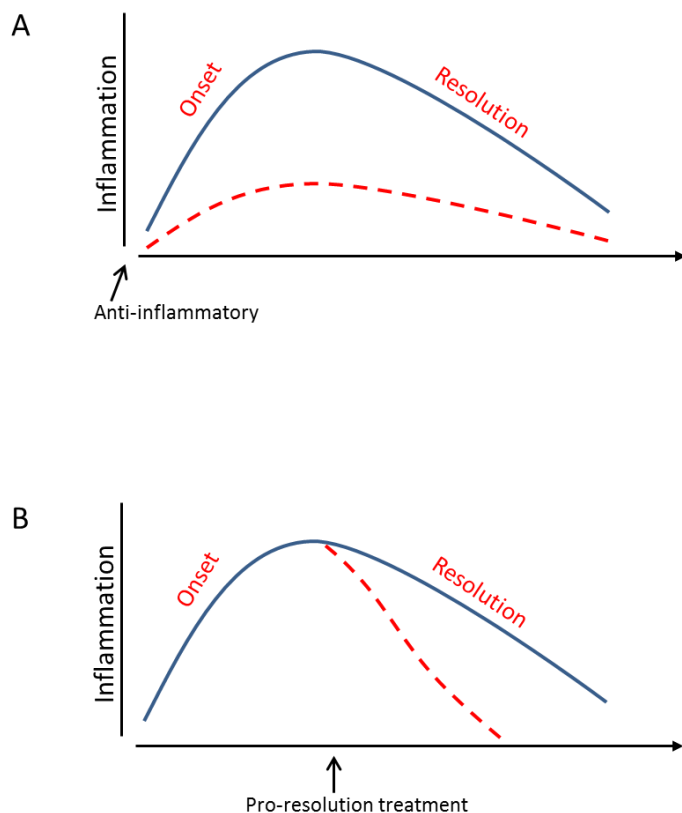 A
Inflammation
Onset
Resolution
Anti-inflammatory
B
Inflammation
Onset
Resolution
Pro-resolution treatment